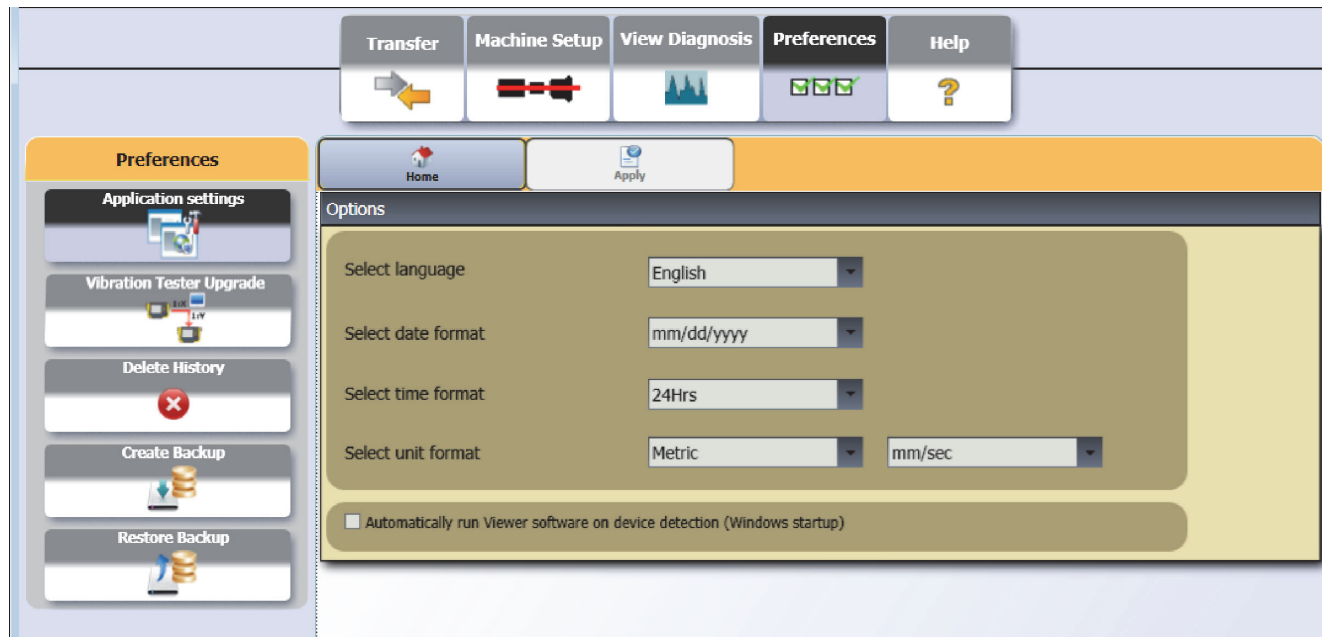 Transfer
Machine Setup
View Diagnosis
Preferences
Help
Preferences
Home
Apply
Application settings
Options
Select language
English
Vibration Tester Upgrade
Select date format
mm/dd/yyyy
Delete History
Select time format
24Hrs
Create Backup
Select unit format
Metric
mm/sec
Automatically run Viewer software on device detection (Windows startup)
Restore Backup